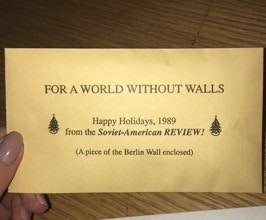 FOR A WORLD WITHOUT WALLS
Happy Holidays, 1989
from the Soviet-American REVIEW!
(A piece of the Berlin Wall enclosed)